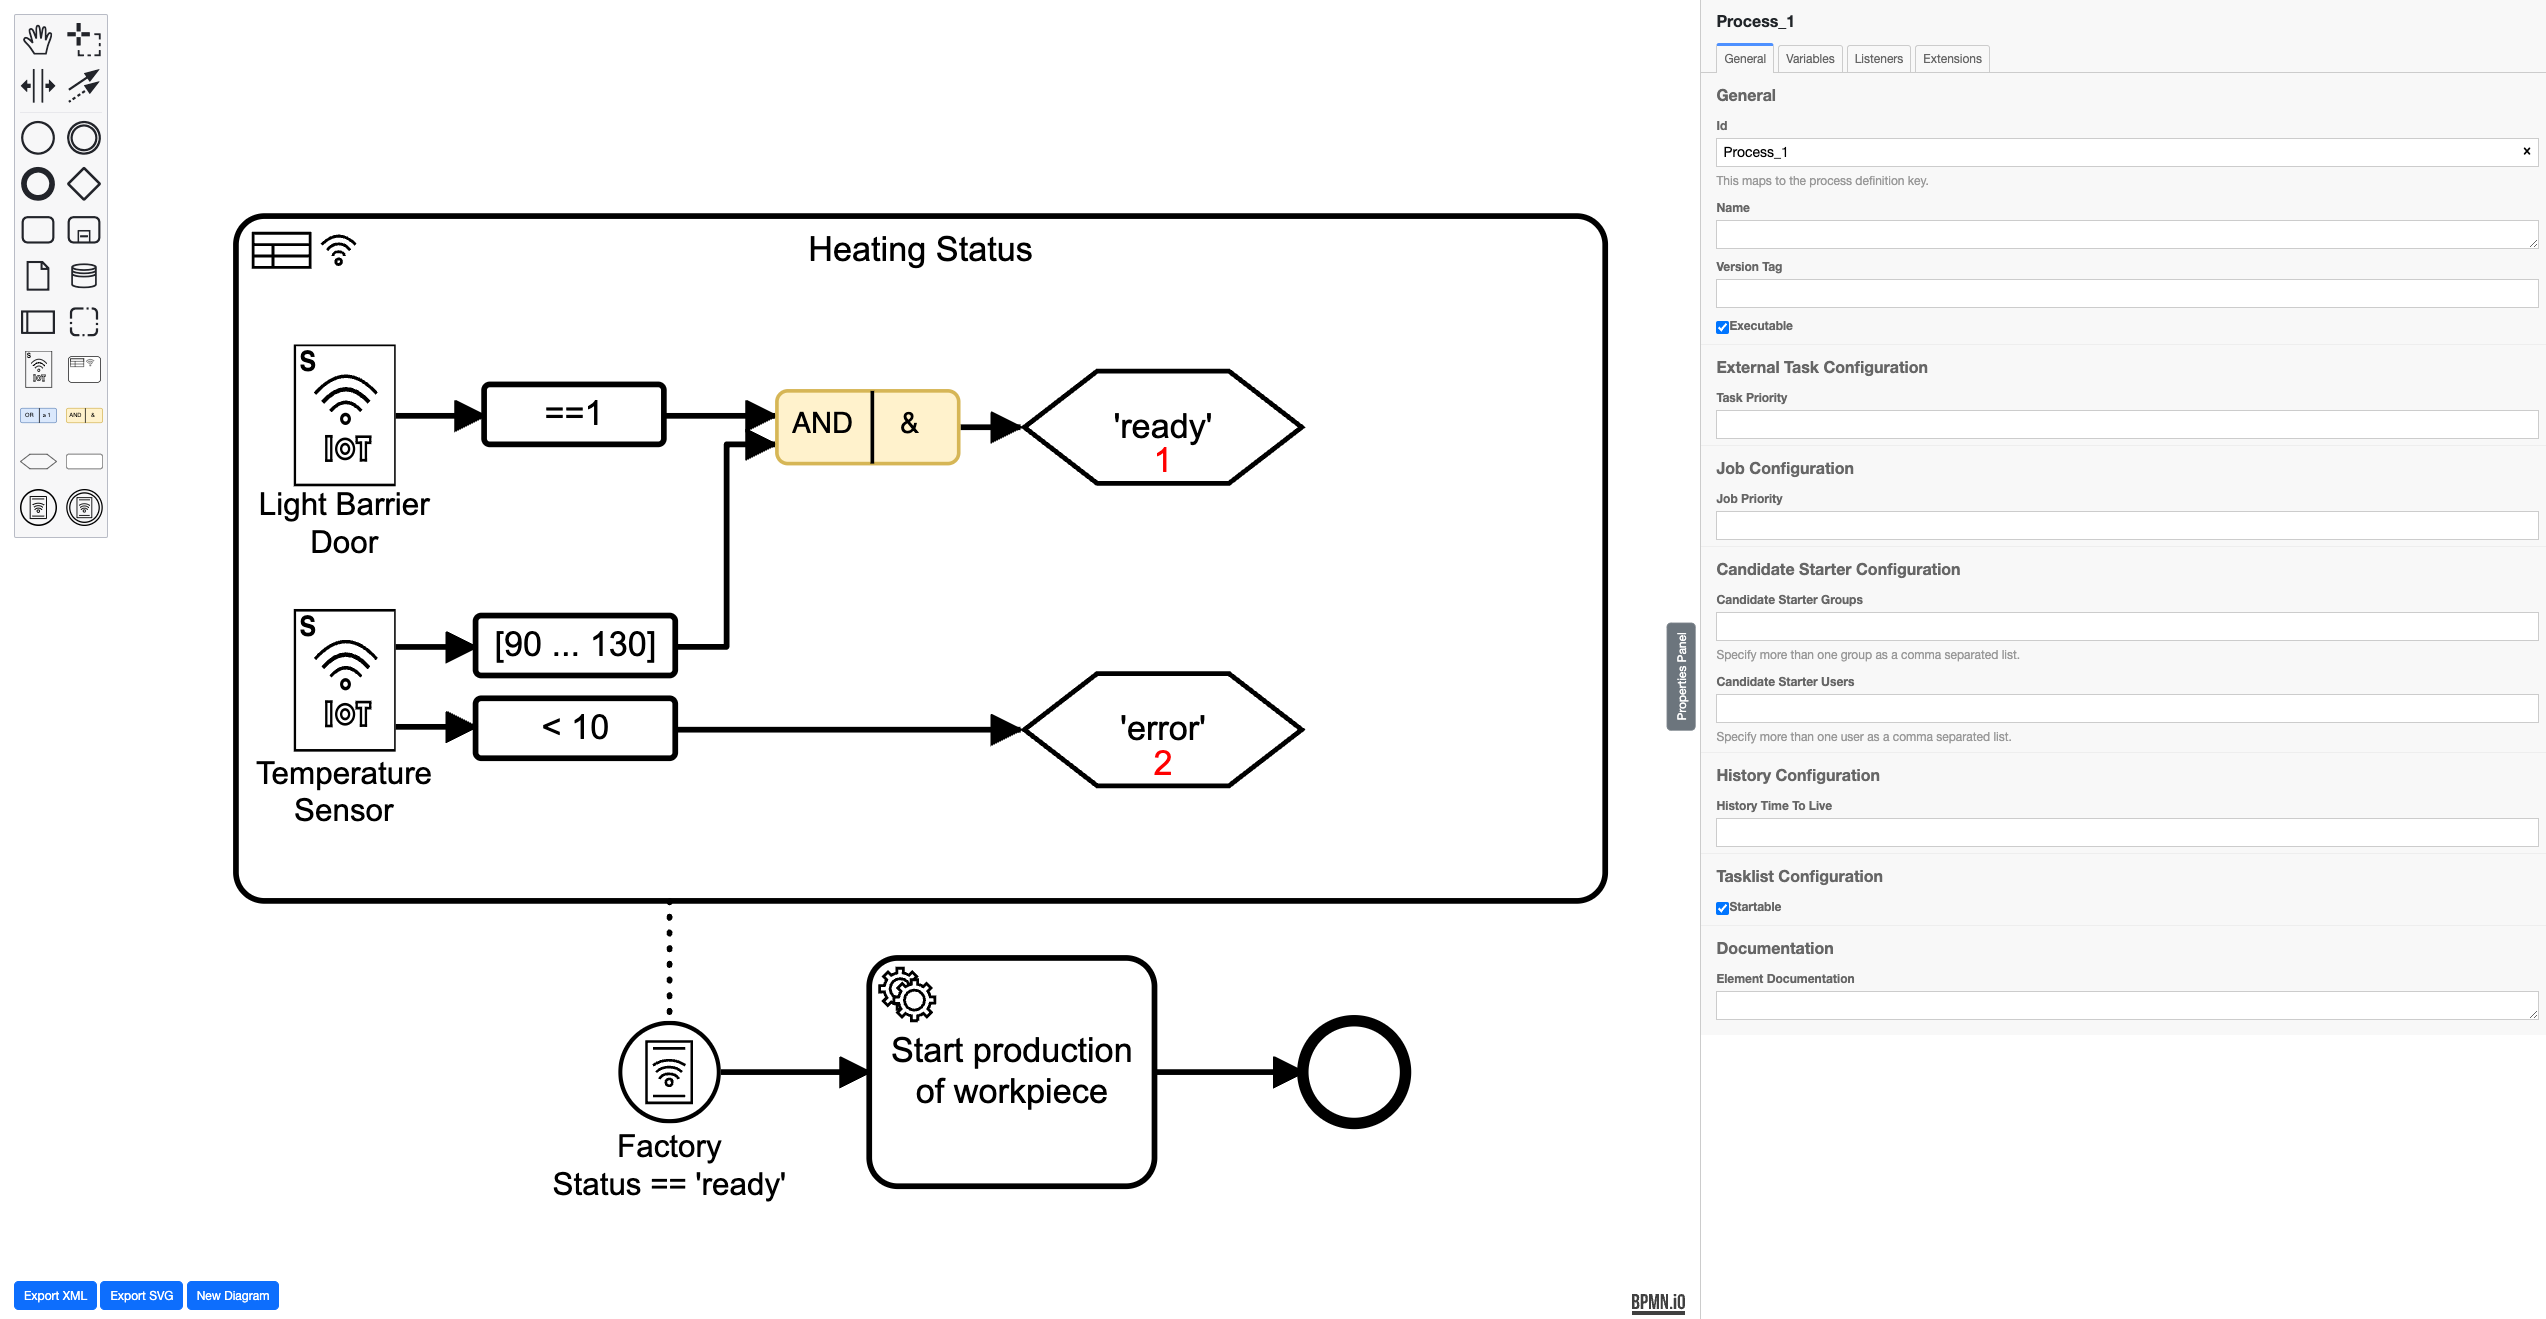 Heating Status
S
IoT
Light Barrier
Door
==1
AND
&
'ready'
1
S
IoT
Temperature
Sensor
[90 ... 130]
< 10
'error'
2
Factory
Status == 'ready'
Start production
of workpiece
S
IoT
OR
≥1
AND
&
Export XML
Export SVG
New Diagram
BPMN.iO
Properties Panel
Process_1
General
Variables
Listeners
Extensions
General
Id
Process_1
×
This maps to the process definition key.
Name
Version Tag
Executable
External Task Configuration
Task Priority
Job Configuration
Job Priority
Candidate Starter Configuration
Candidate Starter Groups
Specify more than one group as a comma separated list.
Candidate Starter Users
Specify more than one user as a comma separated list.
History Configuration
History Time To Live
Tasklist Configuration
Startable
Documentation
Element Documentation